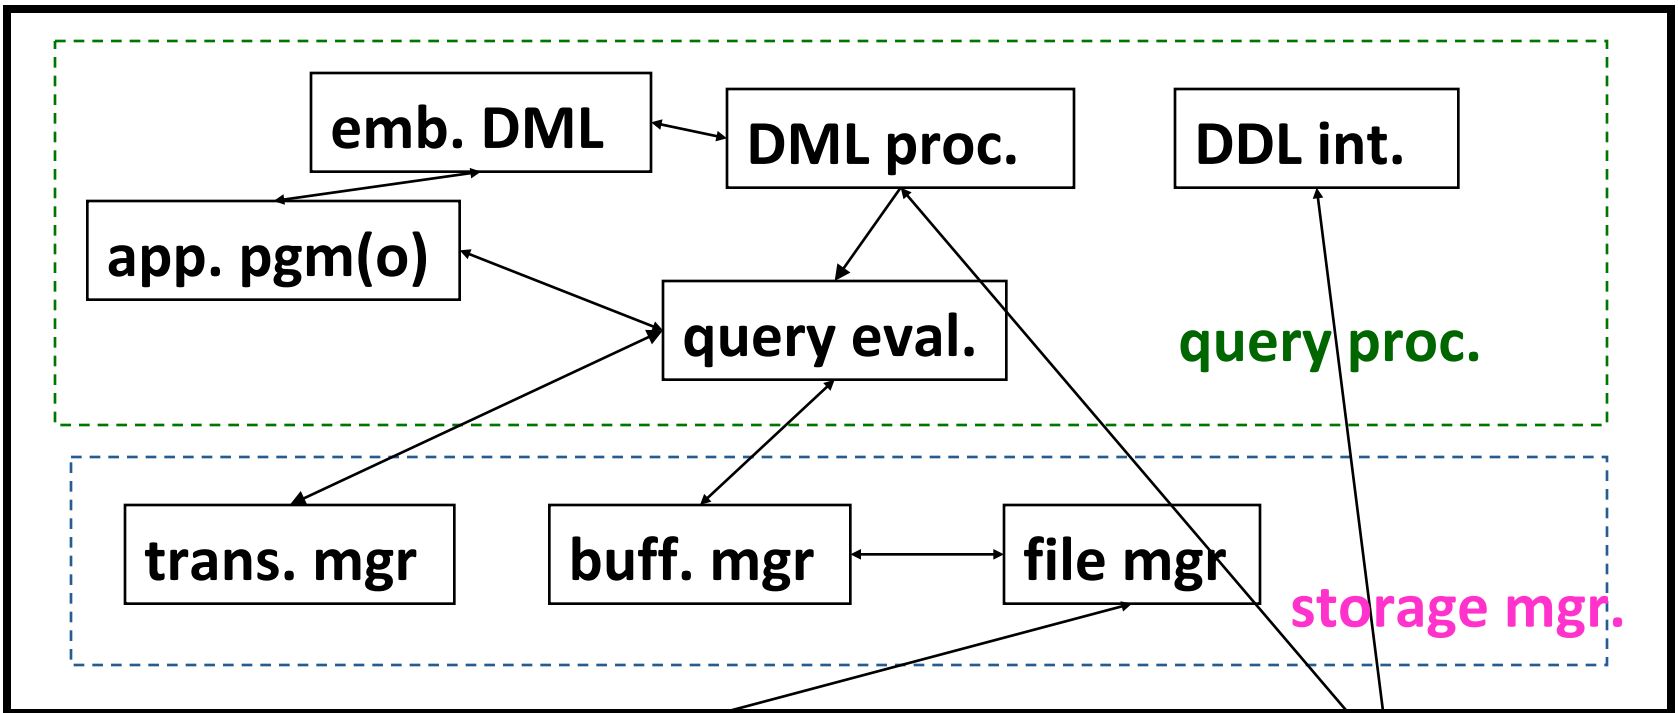 emb. DML
DML proc.
DDL int.
app. pgm(o)
query eval.
query proc.
trans. mgr
buff. mgr
file mgr
storage mgr.